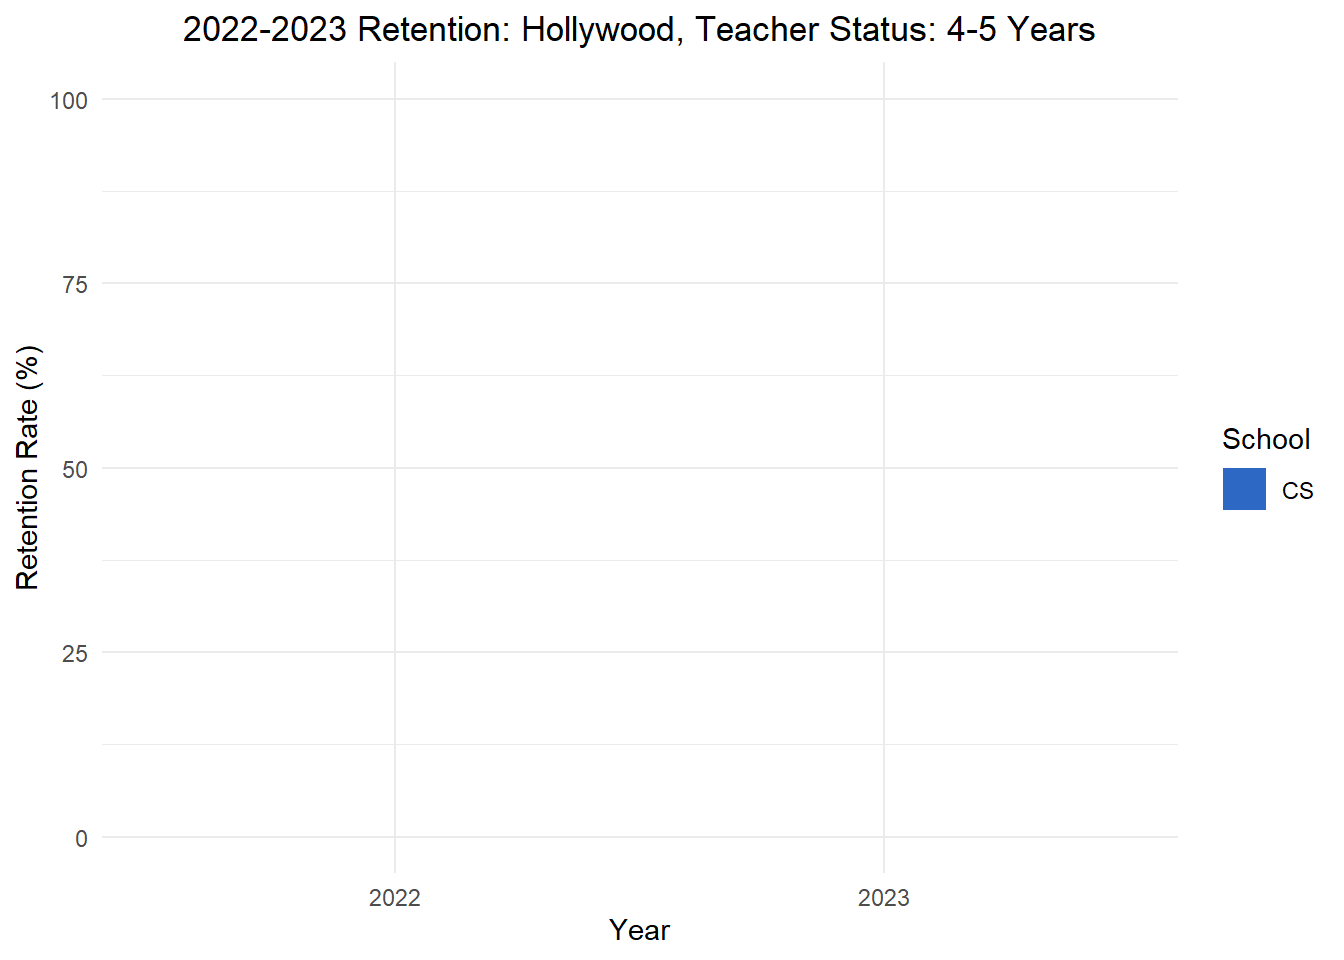 2022-2023 Retention: Hollywood, Teacher Status: 4-5 Years
100
75
50
25
0
Retention Rate (%)
2022
2023
Year
School
CS